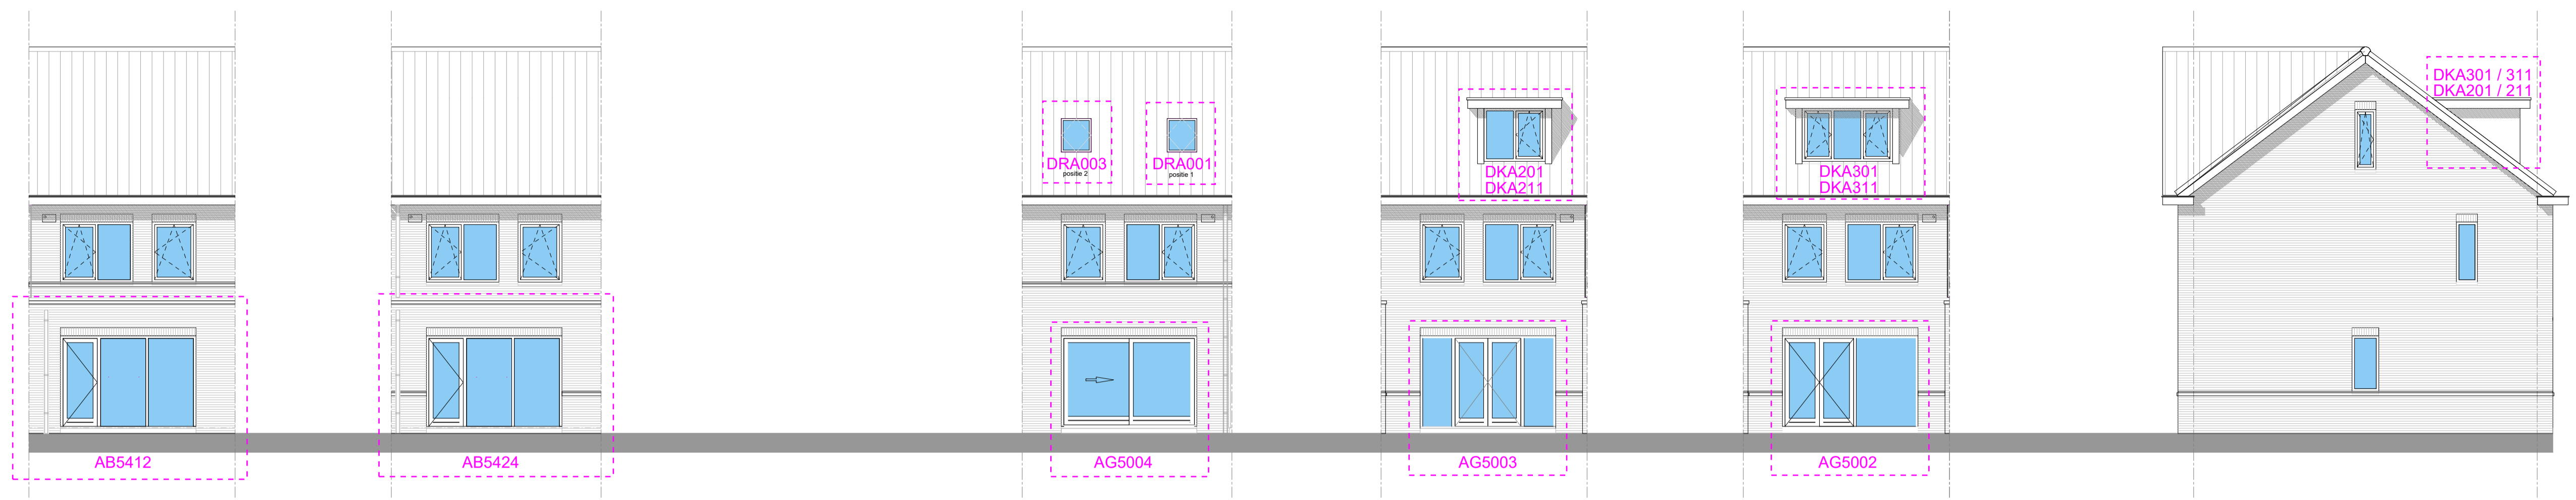 DKA301 / 311
DKA201 / 211
DRA003
positie 2
DRA001
positie 1
DKA201
DKA211
DKA301
DKA311
AB5412
AB5424
AG5004
AG5003
AG5002